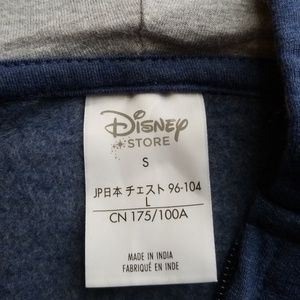 Disney
STORE
S
JP日本 チェスト 96-104
L
CN 175/100A
MADE IN INDIA
FABRIQUÉ EN INDE